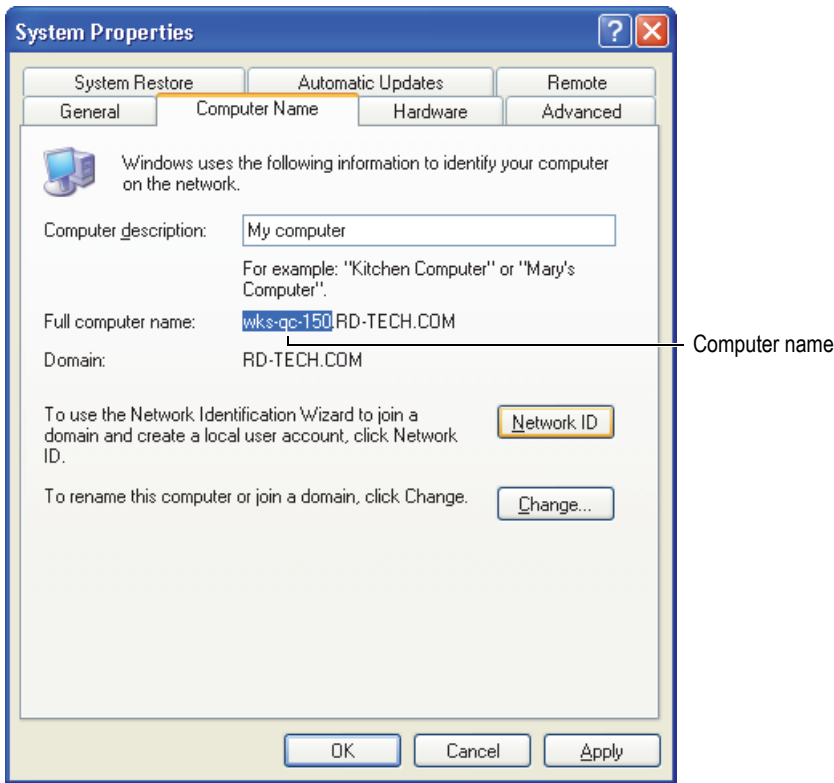 System Properties
System Restore Automatic Updates Remote
General Computer Name Hardware Advanced
Windows uses the following information to identify your computer
on the network.
Computer description: My computer
For example: "Kitchen Computer" or "Mary's
Computer".
Full computer name: wks-qc-150.RD-TECH.COM
Computer name
Domain: RD-TECH.COM
To use the Network Identification Wizard to join a
domain and create a local user account, click Network
ID.
Network ID
To rename this computer or join a domain, click Change.
Change...
OK Cancel Apply